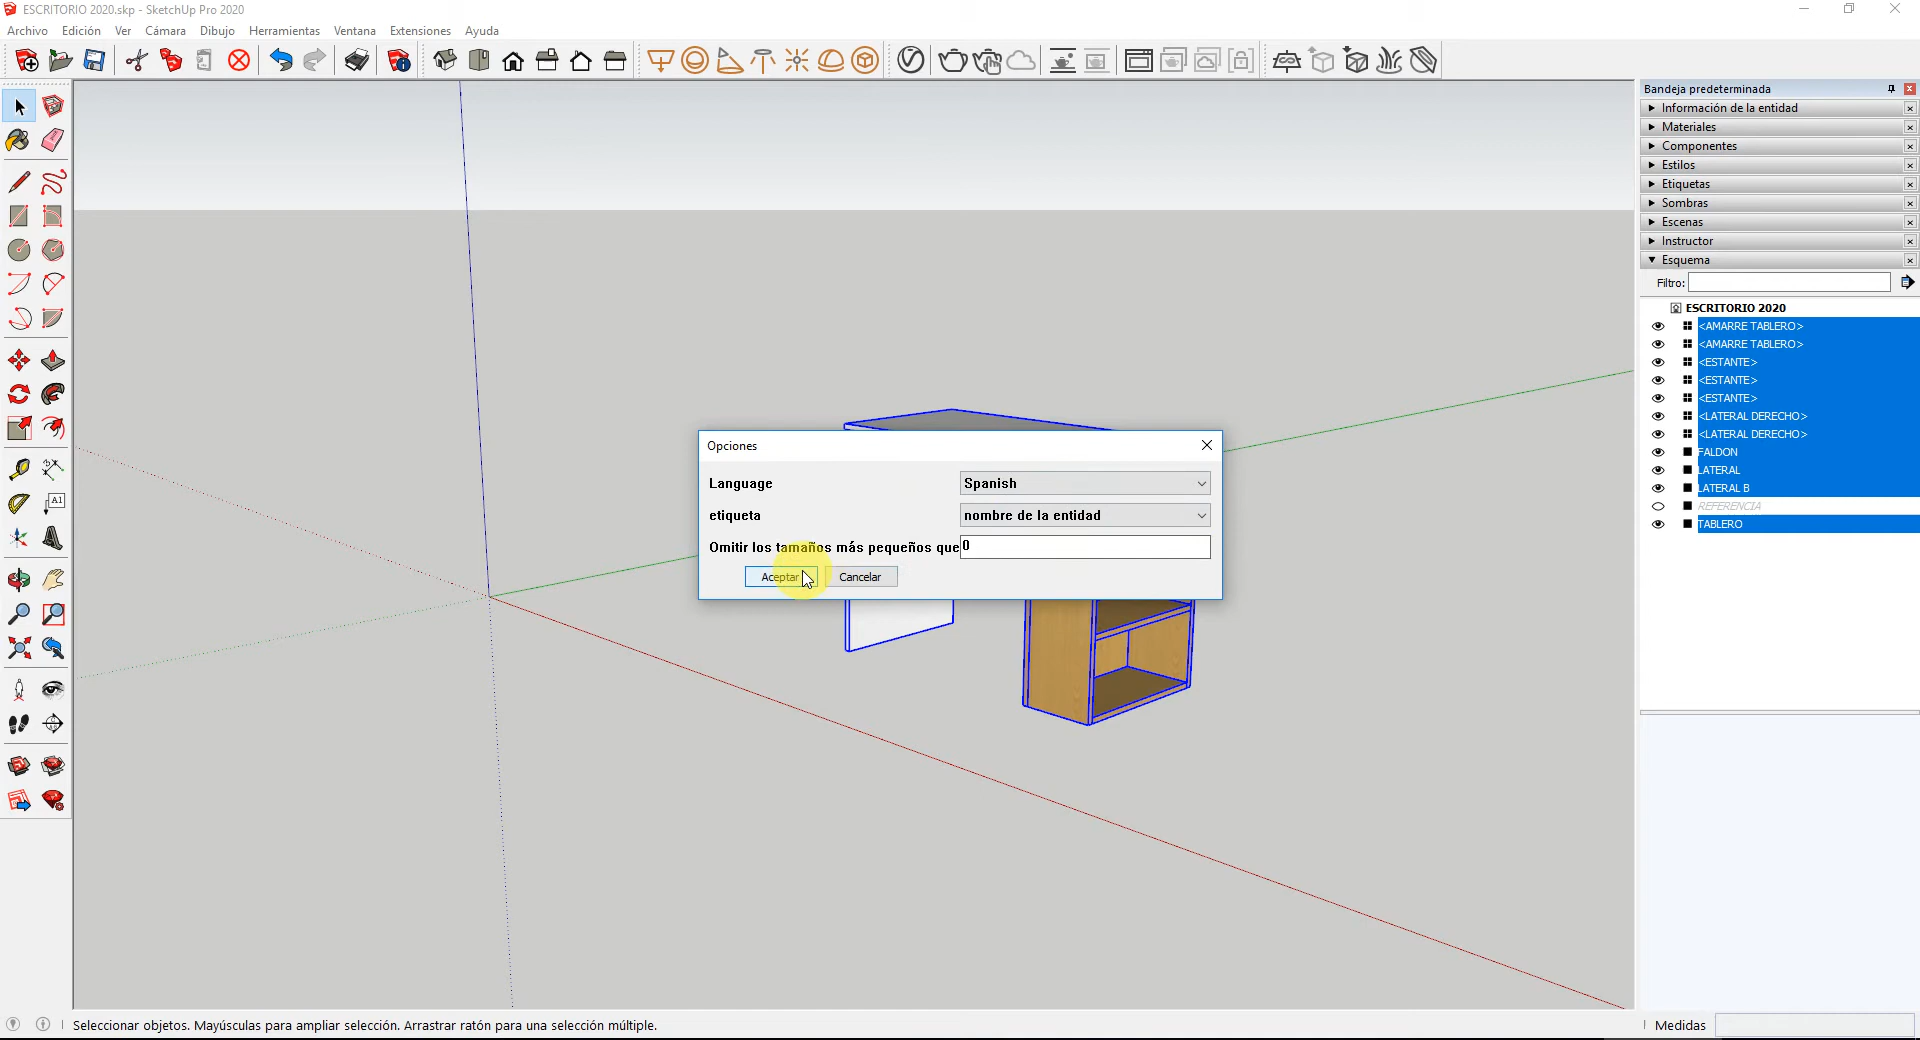 ESCRITORIO 2020.skp - SketchUp Pro 2020
Archivo Edición Ver Cámara Dibujo Herramientas Ventana Extensiones Ayuda
Bandeja predeterminada
Información de la entidad
Materiales
Componentes
Estilos
Etiquetas
Sombras
Escenas
Instructor
Esquema
Filtro:
ESCRITORIO 2020
<AMARRE TABLERO>
<AMARRE TABLERO>
<ESTANTE>
<ESTANTE>
<ESTANTE>
<LATERAL DERECHO>
<LATERAL DERECHO>
FALDON
LATERAL
LATERAL B
REFERENCIA
TABLERO
A1
Opciones
Language Spanish
etiqueta nombre de la entidad
Omitir los tamaños más pequeños que 0
Aceptar Cancelar
Seleccionar objetos. Mayúsculas para ampliar selección. Arrastrar ratón para una selección múltiple.
Medidas